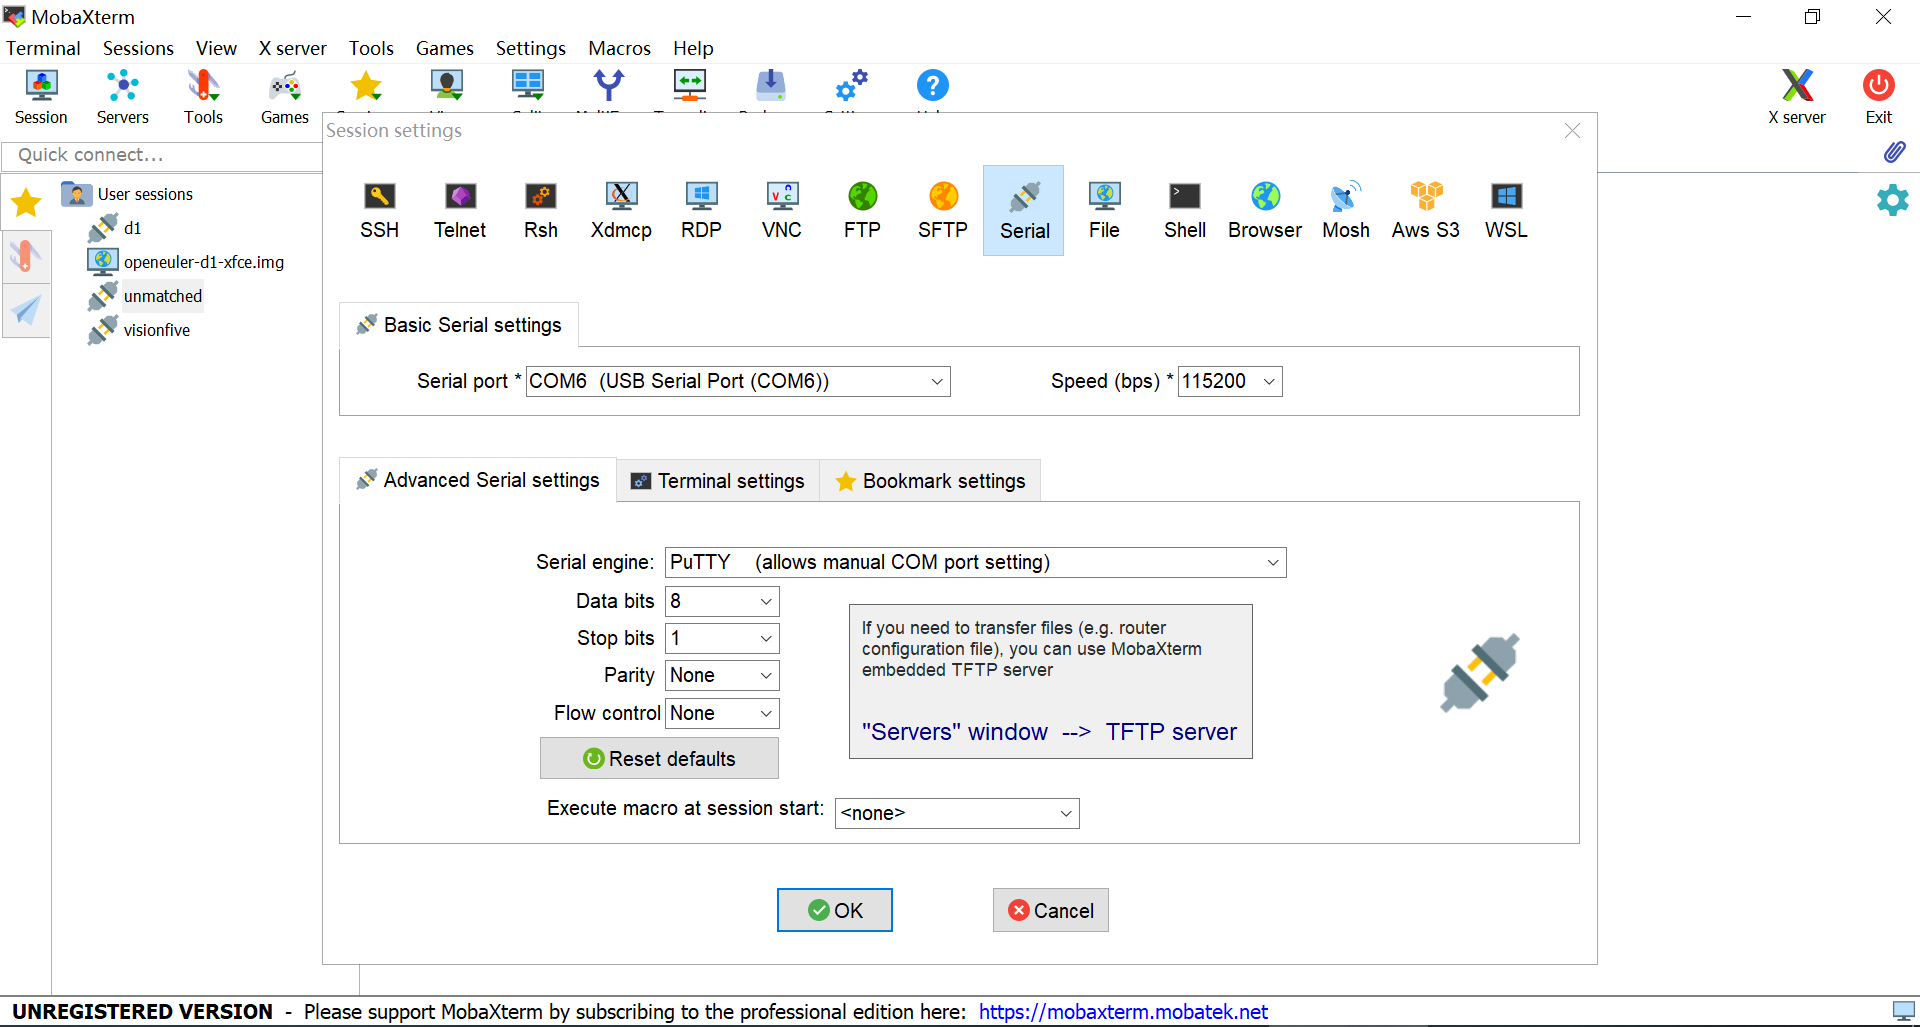 MobaXterm
Terminal Sessions View X server Tools Games Settings Macros Help
Session Servers Tools Games X server Exit
Quick connect...
Session settings
User sessions
d1
openeuler-d1-xfce.img
unmatched
visionfive
SSH Telnet Rsh Xdmcp RDP VNC FTP SFTP Serial File Shell Browser Mosh Aws S3 WSL
Basic Serial settings
Serial port * COM6 (USB Serial Port (COM6)) Speed (bps) * 115200
Advanced Serial settings Terminal settings Bookmark settings
Serial engine: PuTTY (allows manual COM port setting)
Data bits 8
Stop bits 1
Parity None
Flow control None
Reset defaults
If you need to transfer files (e.g. router
configuration file), you can use MobaXterm
embedded TFTP server
"Servers" window --> TFTP server
Execute macro at session start: <none>
OK Cancel
UNREGISTERED VERSION - Please support MobaXterm by subscribing to the professional edition here: https://mobaxterm.mobatek.net